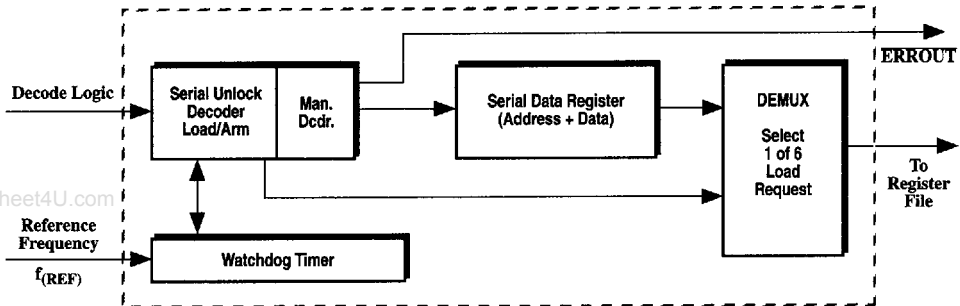 ERROUT
Decode Logic
Serial Unlock
Decoder
Load/Arm
Man.
Dcdr.
Serial Data Register
(Address + Data)
DEMUX
Select
1 of 6
Load
Request
To
Register
File
heet4U.com
Reference
Frequency
f(REF)
Watchdog Timer